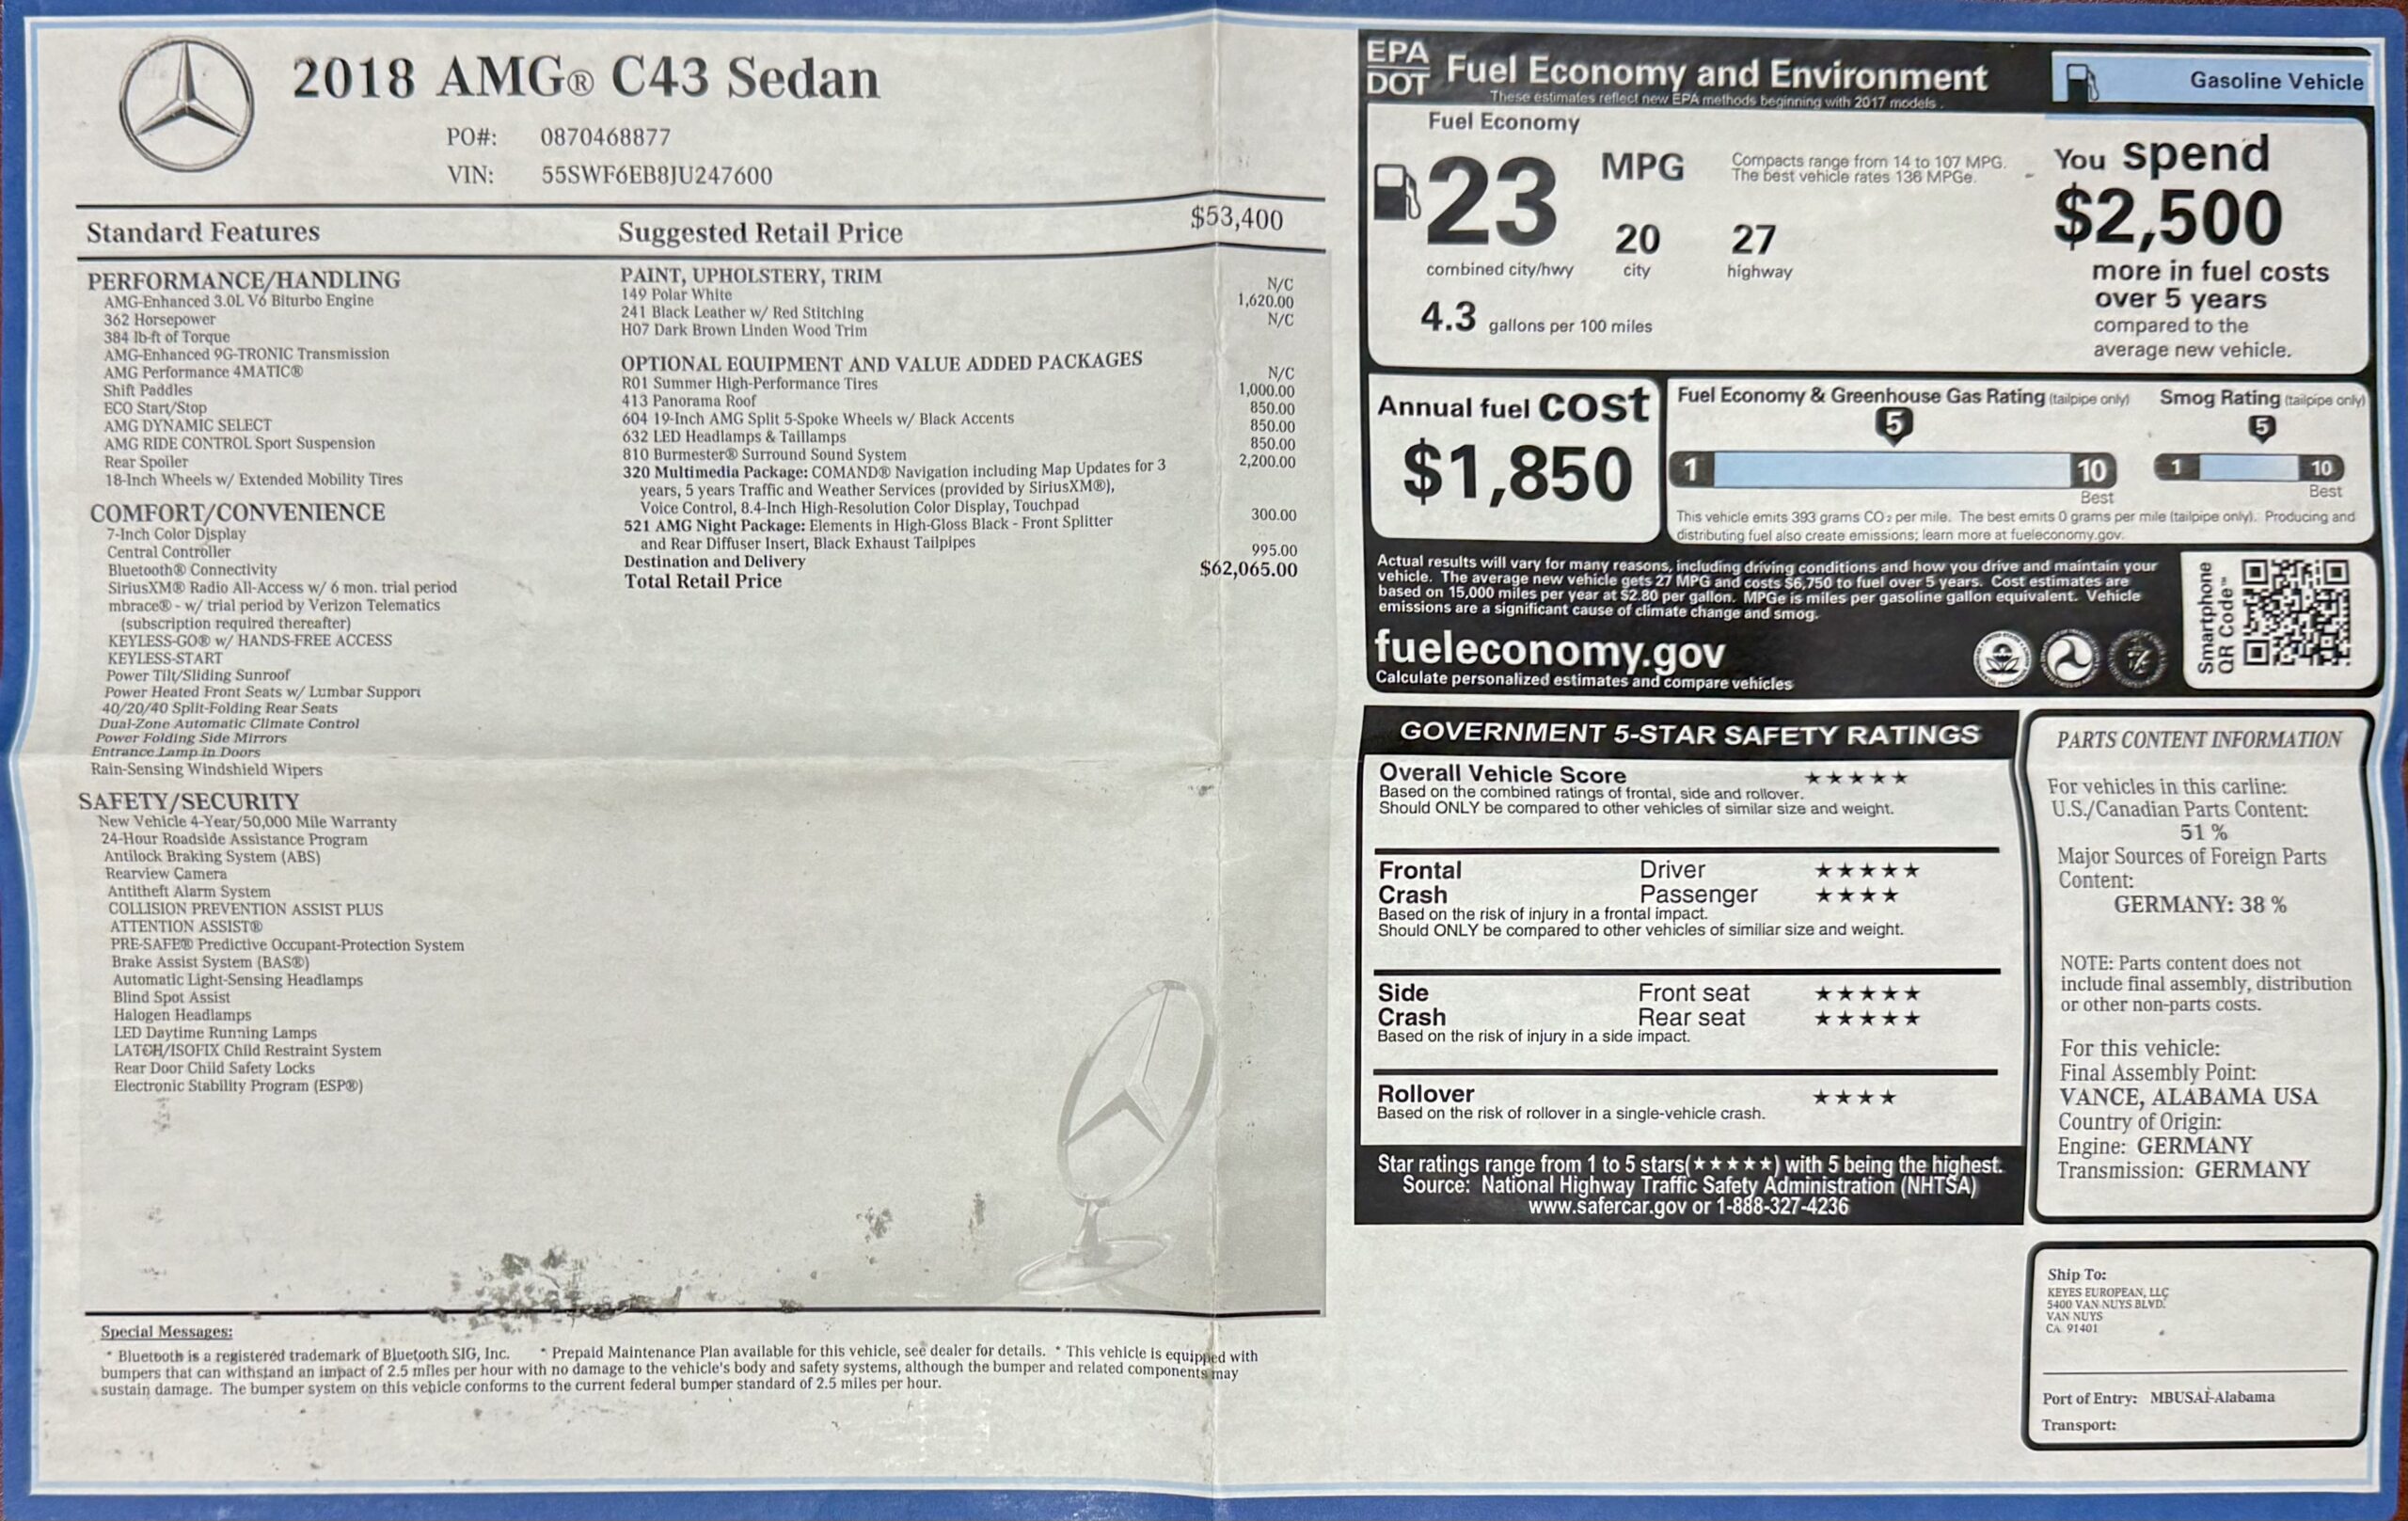 2018 AMG® C43 Sedan
PO#: 0870468877
VIN: 55SWF6EB8JU247600
Standard Features
PERFORMANCE/HANDLING
AMG-Enhanced 3.0L V6 Biturbo Engine
362 Horsepower
384 lb-ft of Torque
AMG-Enhanced 9G-TRONIC Transmission
AMG Performance 4MATIC®
Shift Paddles
ECO Start/Stop
AMG DYNAMIC SELECT
AMG RIDE CONTROL Sport Suspension
Rear Spoiler
18-Inch Wheels w/ Extended Mobility Tires
COMFORT/CONVENIENCE
7-Inch Color Display
Central Controller
Bluetooth® Connectivity
SiriusXM® Radio All-Access w/ 6 mon. trial period
mbrace® - w/ trial period by Verizon Telematics
(subscription required thereafter)
KEYLESS-GO® w/ HANDS-FREE ACCESS
KEYLESS-START
Power Tilt/Sliding Sunroof
Power Heated Front Seats w/ Lumbar Support
40/20/40 Split-Folding Rear Seats
Dual-Zone Automatic Climate Control
Power Folding Side Mirrors
Entrance Lamp in Doors
Rain-Sensing Windshield Wipers
SAFETY/SECURITY
New Vehicle 4-Year/50,000 Mile Warranty
24-Hour Roadside Assistance Program
Antilock Braking System (ABS)
Rearview Camera
Antitheft Alarm System
COLLISION PREVENTION ASSIST PLUS
ATTENTION ASSIST®
PRE-SAFE® Predictive Occupant-Protection System
Brake Assist System (BAS®)
Automatic Light-Sensing Headlamps
Blind Spot Assist
Halogen Headlamps
LED Daytime Running Lamps
LATCH/ISOFIX Child Restraint System
Rear Door Child Safety Locks
Electronic Stability Program (ESP®)
Suggested Retail Price $53,400
PAINT, UPHOLSTERY, TRIM
149 Polar White N/C
241 Black Leather w/ Red Stitching 1,620.00
H07 Dark Brown Linden Wood Trim N/C
OPTIONAL EQUIPMENT AND VALUE ADDED PACKAGES
R01 Summer High-Performance Tires N/C
413 Panorama Roof 1,000.00
604 19-Inch AMG Split 5-Spoke Wheels w/ Black Accents 850.00
632 LED Headlamps & Taillamps 850.00
810 Burmester® Surround Sound System 850.00
320 Multimedia Package: COMAND® Navigation including Map Updates for 3 2,200.00
years, 5 years Traffic and Weather Services (provided by SiriusXM®),
Voice Control, 8.4-Inch High-Resolution Color Display, Touchpad
521 AMG Night Package: Elements in High-Gloss Black - Front Splitter 300.00
and Rear Diffuser Insert, Black Exhaust Tailpipes
Destination and Delivery 995.00
Total Retail Price $62,065.00
Special Messages:
* Bluetooth is a registered trademark of Bluetooth SIG, Inc. * Prepaid Maintenance Plan available for this vehicle, see dealer for details. * This vehicle is equipped with
bumpers that can withstand an impact of 2.5 miles per hour with no damage to the vehicle's body and safety systems, although the bumper and related components may
sustain damage. The bumper system on this vehicle conforms to the current federal bumper standard of 2.5 miles per hour.
EPA
DOT Fuel Economy and Environment
These estimates reflect new EPA methods beginning with 2017 models.
Gasoline Vehicle
Fuel Economy
23 MPG
combined city/hwy
20
city
27
highway
4.3 gallons per 100 miles
Compacts range from 14 to 107 MPG.
The best vehicle rates 136 MPGe.
You spend
$2,500
more in fuel costs
over 5 years
compared to the
average new vehicle.
Annual fuel cost
$1,850
Fuel Economy & Greenhouse Gas Rating (tailpipe only)
5
1 10
Best
Smog Rating (tailpipe only)
5
1 10
Best
This vehicle emits 393 grams CO2 per mile. The best emits 0 grams per mile (tailpipe only). Producing and
distributing fuel also create emissions; learn more at fueleconomy.gov.
Actual results will vary for many reasons, including driving conditions and how you drive and maintain your
vehicle. The average new vehicle gets 27 MPG and costs $6,750 to fuel over 5 years. Cost estimates are
based on 15,000 miles per year at $2.80 per gallon. MPGe is miles per gasoline gallon equivalent. Vehicle
emissions are a significant cause of climate change and smog.
fueleconomy.gov
Calculate personalized estimates and compare vehicles
Smartphone
QR Code™
GOVERNMENT 5-STAR SAFETY RATINGS
Overall Vehicle Score ★★★★★
Based on the combined ratings of frontal, side and rollover.
Should ONLY be compared to other vehicles of similar size and weight.
Frontal Driver ★★★★★
Crash Passenger ★★★★
Based on the risk of injury in a frontal impact.
Should ONLY be compared to other vehicles of similiar size and weight.
Side Front seat ★★★★★
Crash Rear seat ★★★★★
Based on the risk of injury in a side impact.
Rollover ★★★★
Based on the risk of rollover in a single-vehicle crash.
Star ratings range from 1 to 5 stars(★★★★★) with 5 being the highest.
Source: National Highway Traffic Safety Administration (NHTSA)
www.safercar.gov or 1-888-327-4236
PARTS CONTENT INFORMATION
For vehicles in this carline:
U.S./Canadian Parts Content:
51 %
Major Sources of Foreign Parts
Content:
GERMANY: 38 %
NOTE: Parts content does not
include final assembly, distribution
or other non-parts costs.
For this vehicle:
Final Assembly Point:
VANCE, ALABAMA USA
Country of Origin:
Engine: GERMANY
Transmission: GERMANY
Ship To:
KEYES EUROPEAN, LLC
5400 VAN NUYS BLVD.
VAN NUYS
CA 91401
Port of Entry: MBUSAI-Alabama
Transport: